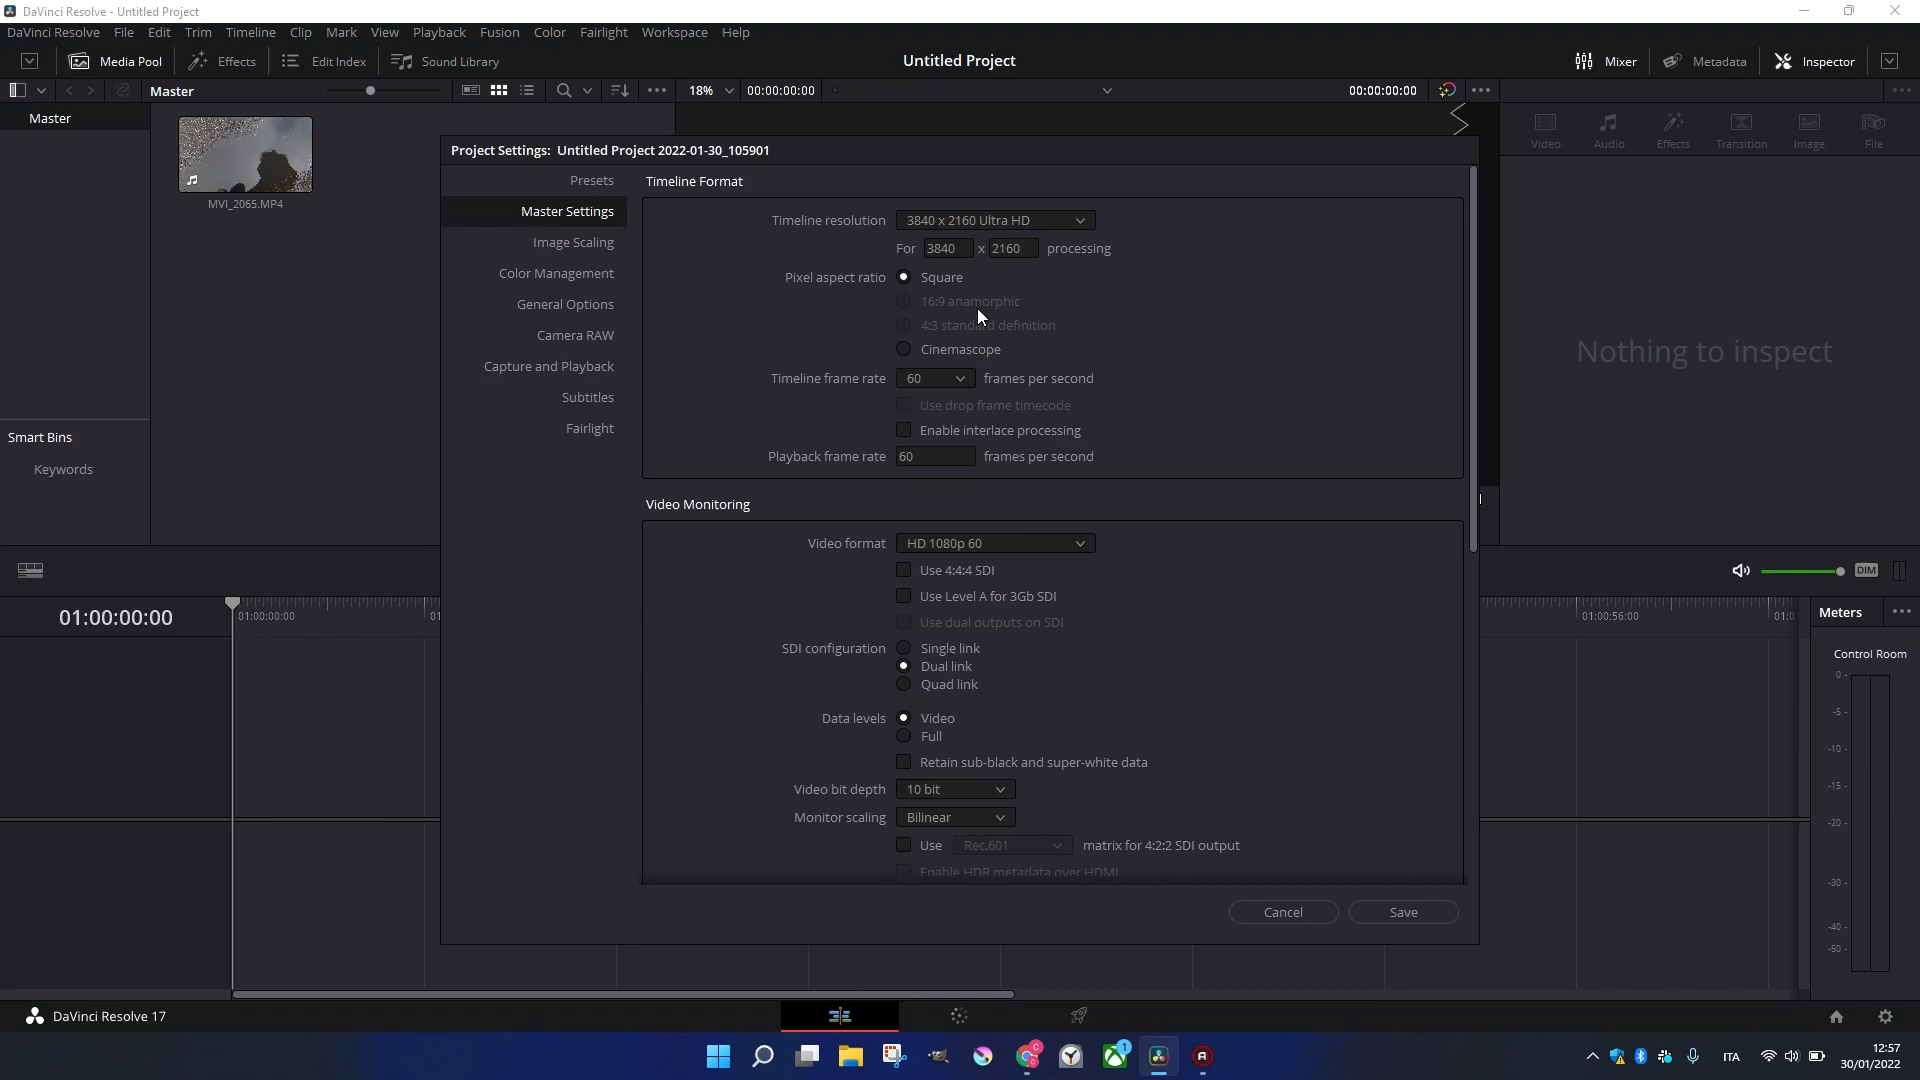 DaVinci Resolve - Untitled Project
DaVinci Resolve File Edit Trim Timeline Clip Mark View Playback Fusion Color Fairlight Workspace Help
Media Pool Effects Edit Index Sound Library Untitled Project Mixer Metadata Inspector
Master 18% 00:00:00:00 00:00:00:00
Master
Video Audio Effects Transition Image File
MVI_2065.MP4
Nothing to inspect
Smart Bins
Keywords
Project Settings: Untitled Project 2022-01-30_105901
Presets
Master Settings
Image Scaling
Color Management
General Options
Camera RAW
Capture and Playback
Subtitles
Fairlight
Timeline Format
Timeline resolution 3840 x 2160 Ultra HD
For 3840 x 2160 processing
Pixel aspect ratio Square
16:9 anamorphic
4:3 standard definition
Cinemascope
Timeline frame rate 60 frames per second
Use drop frame timecode
Enable interlace processing
Playback frame rate 60 frames per second
Video Monitoring
Video format HD 1080p 60
Use 4:4:4 SDI
Use Level A for 3Gb SDI
Use dual outputs on SDI
SDI configuration Single link
Dual link
Quad link
Data levels Video
Full
Retain sub-black and super-white data
Video bit depth 10 bit
Monitor scaling Bilinear
Use Rec.601 matrix for 4:2:2 SDI output
Enable HDR metadata over HDMI
Cancel Save
DIM
01:00:00:00 01:00:00:00 01:00:56:00
Meters
Control Room
0 -
-5 -
-10 -
-15 -
-20 -
-30 -
-40 -
-50 -
DaVinci Resolve 17
C
1
ITA
12:57
30/01/2022